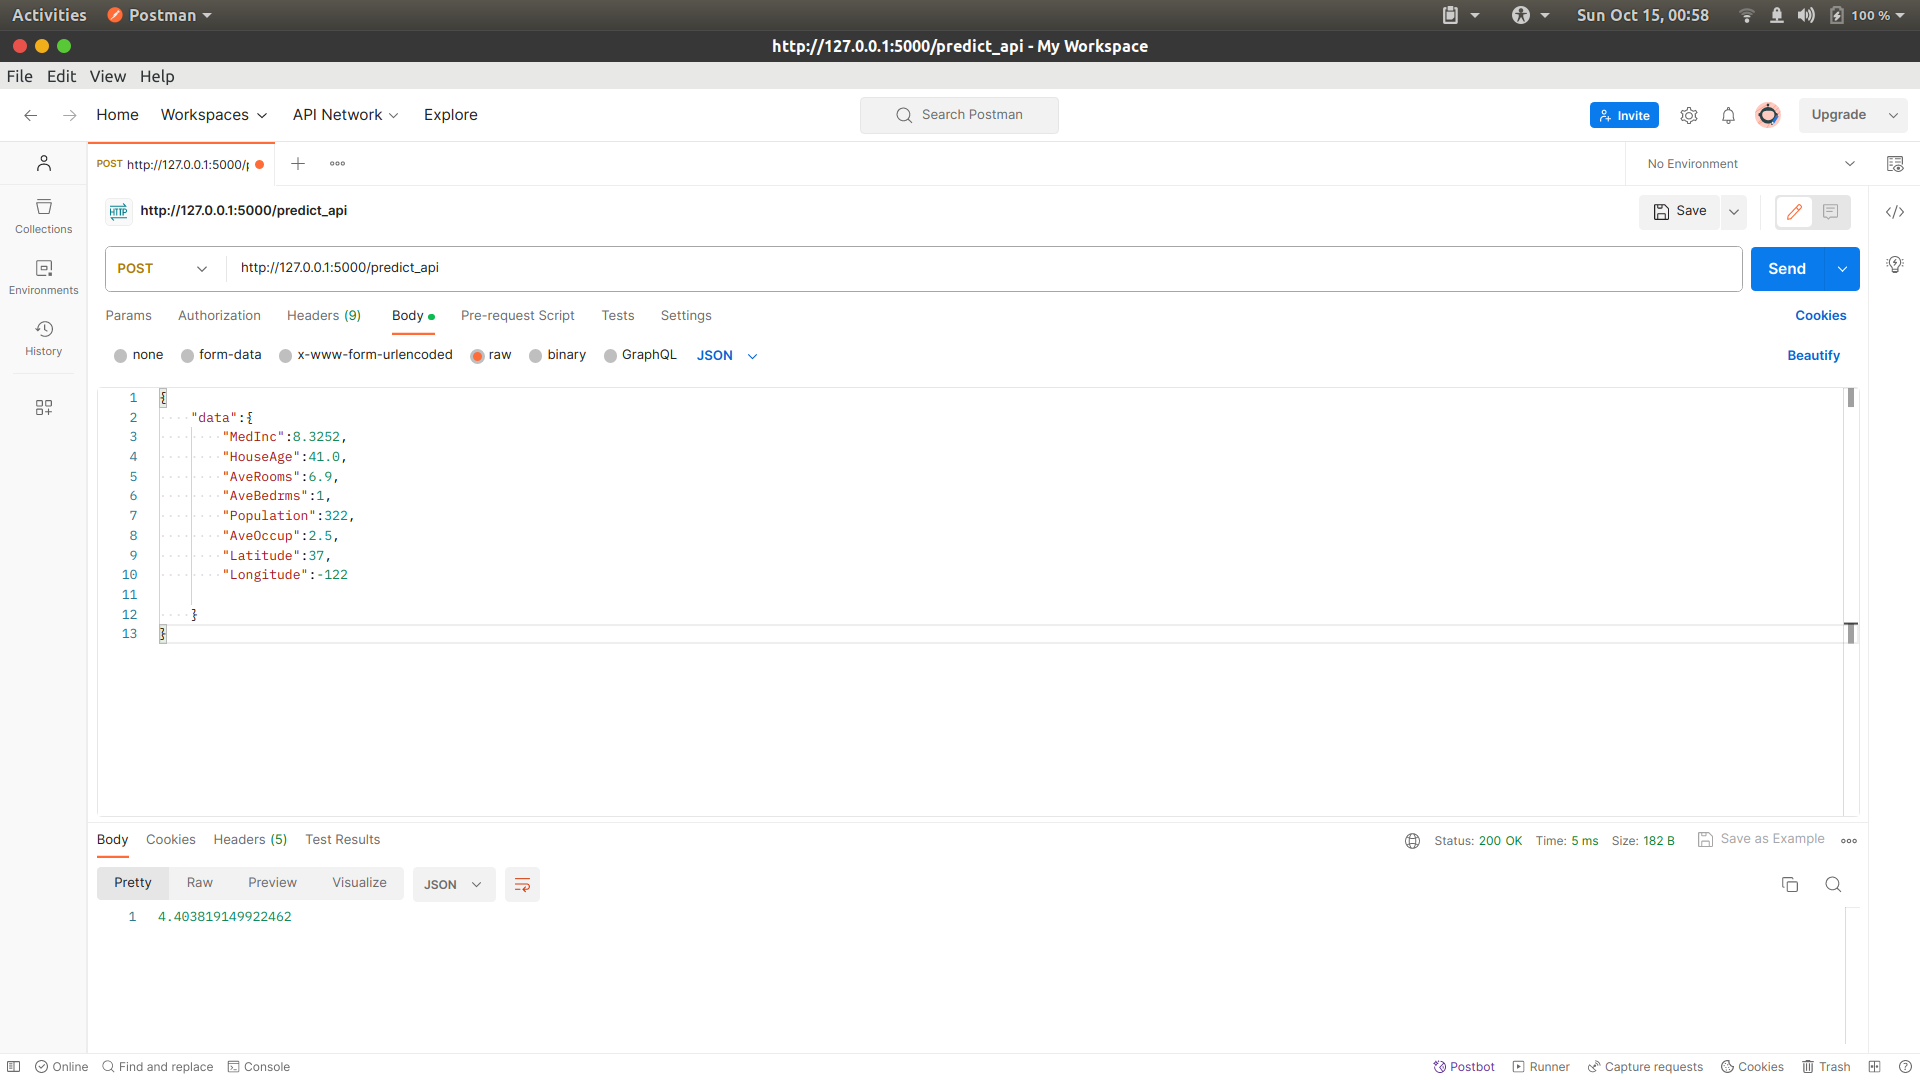 Activities Postman Sun Oct 15, 00:58 100 %
http://127.0.0.1:5000/predict_api - My Workspace
File Edit View Help
Home Workspaces API Network Explore Search Postman Invite Upgrade
POST http://127.0.0.1:5000/ No Environment
HTTP http://127.0.0.1:5000/predict_api Save
Collections
POST http://127.0.0.1:5000/predict_api Send
Environments
Params Authorization Headers (9) Body Pre-request Script Tests Settings Cookies
History
none form-data x-www-form-urlencoded raw binary GraphQL JSON Beautify
1 {
2 "data":{
3 "MedInc":8.3252,
4 "HouseAge":41.0,
5 "AveRooms":6.9,
6 "AveBedrms":1,
7 "Population":322,
8 "AveOccup":2.5,
9 "Latitude":37,
10 "Longitude":-122
11
12 }
13 }
Body Cookies Headers (5) Test Results Status: 200 OK Time: 5 ms Size: 182 B Save as Example
Pretty Raw Preview Visualize JSON
1 4.403819149922462
Online Find and replace Console Postbot Runner Capture requests Cookies Trash